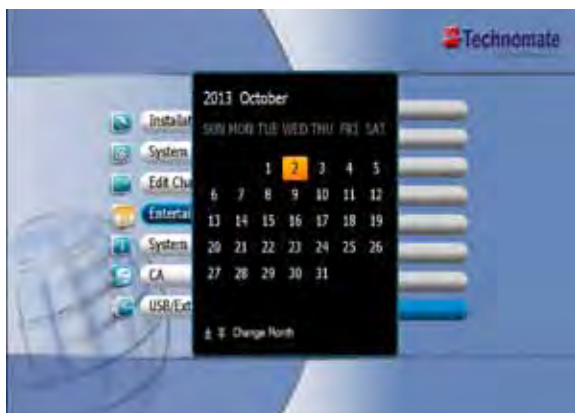 Technomate
2013 October
SUN MON TUE WED THU FRI SAT
1 2 3 4 5
6 7 8 9 10 11 12
13 14 15 16 17 18 19
20 21 22 23 24 25 26
27 28 29 30 31
Change Month
Installat
System
Edit Cha
Entertai
System
CA
USB/Ext